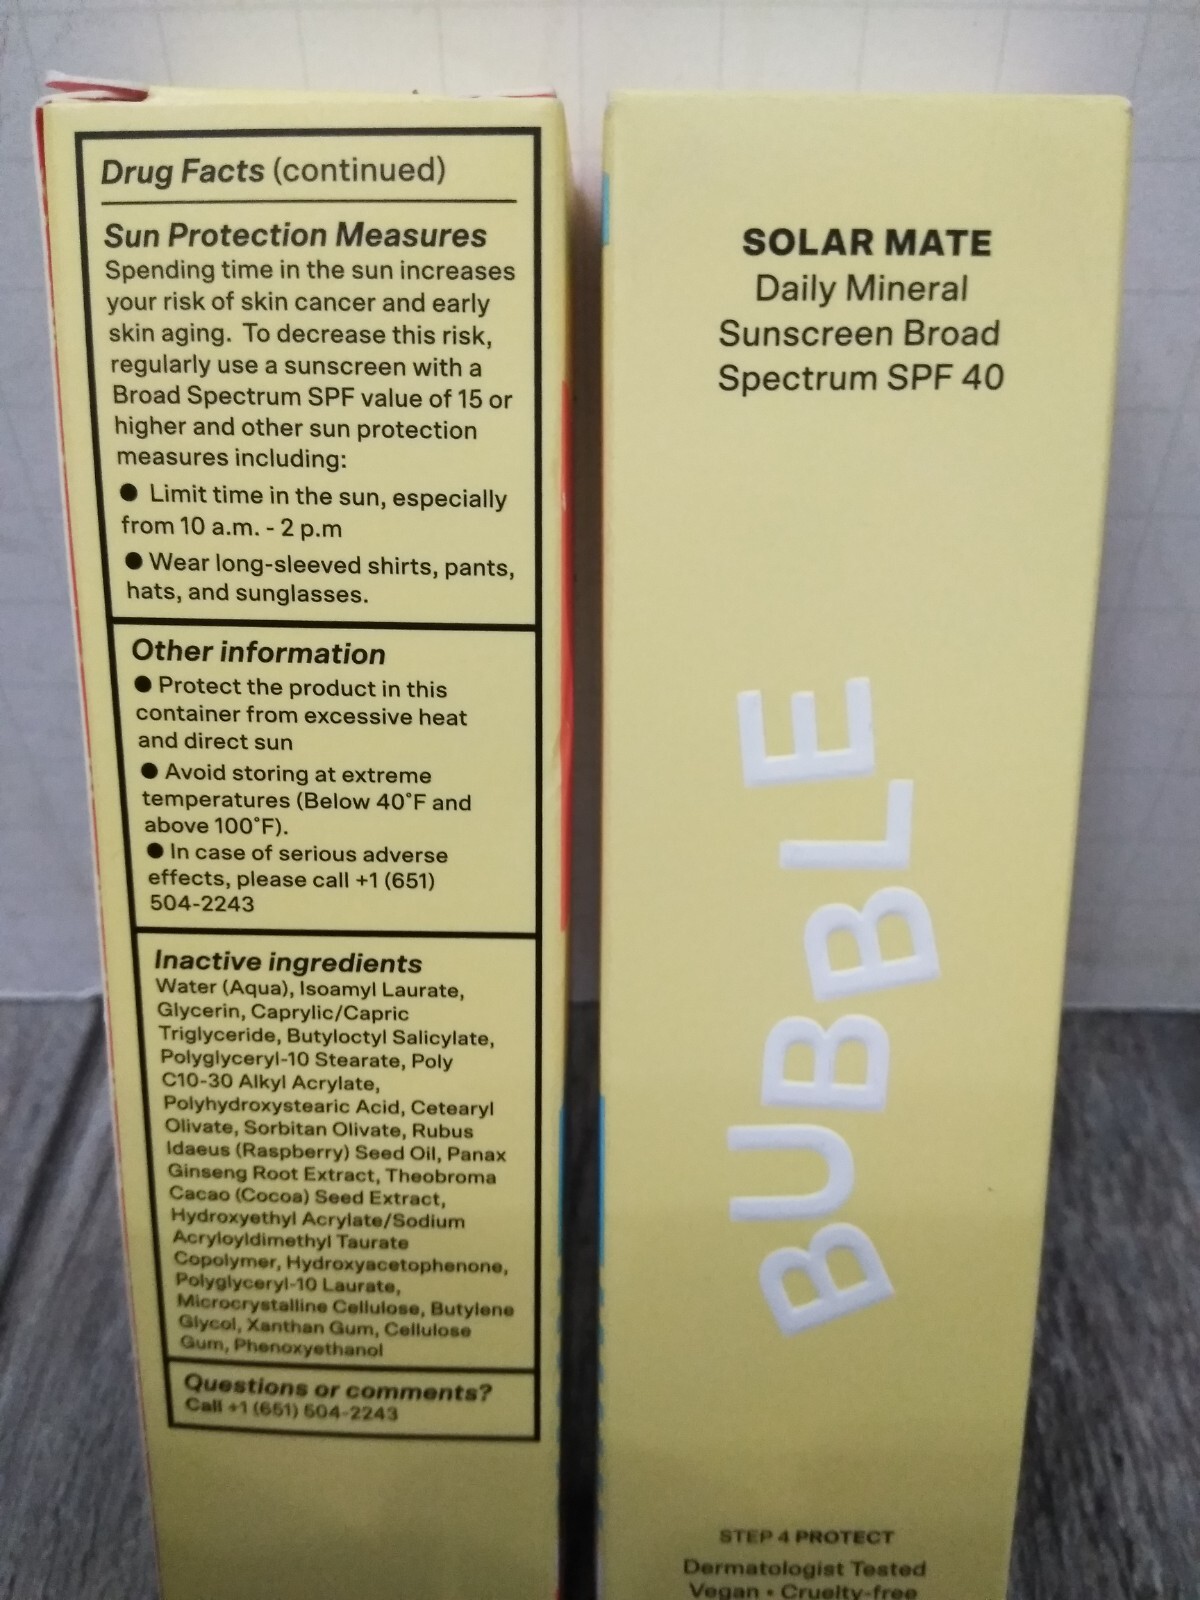 Drug Facts (continued)
Sun Protection Measures
Spending time in the sun increases
your risk of skin cancer and early
skin aging. To decrease this risk,
regularly use a sunscreen with a
Broad Spectrum SPF value of 15 or
higher and other sun protection
measures including:
● Limit time in the sun, especially
from 10 a.m. - 2 p.m
● Wear long-sleeved shirts, pants,
hats, and sunglasses.
Other information
● Protect the product in this
container from excessive heat
and direct sun
● Avoid storing at extreme
temperatures (Below 40°F and
above 100°F).
● In case of serious adverse
effects, please call +1 (651)
504-2243
Inactive ingredients
Water (Aqua), Isoamyl Laurate,
Glycerin, Caprylic/Capric
Triglyceride, Butyloctyl Salicylate,
Polyglyceryl-10 Stearate, Poly
C10-30 Alkyl Acrylate,
Polyhydroxystearic Acid, Cetearyl
Olivate, Sorbitan Olivate, Rubus
Idaeus (Raspberry) Seed Oil, Panax
Ginseng Root Extract, Theobroma
Cacao (Cocoa) Seed Extract,
Hydroxyethyl Acrylate/Sodium
Acryloyldimethyl Taurate
Copolymer, Hydroxyacetophenone,
Polyglyceryl-10 Laurate,
Microcrystalline Cellulose, Butylene
Glycol, Xanthan Gum, Cellulose
Gum, Phenoxyethanol
Questions or comments?
Call +1 (651) 504-2243
SOLAR MATE
Daily Mineral
Sunscreen Broad
Spectrum SPF 40
BUBBLE
STEP 4 PROTECT
Dermatologist Tested
Vegan • Cruelty-free